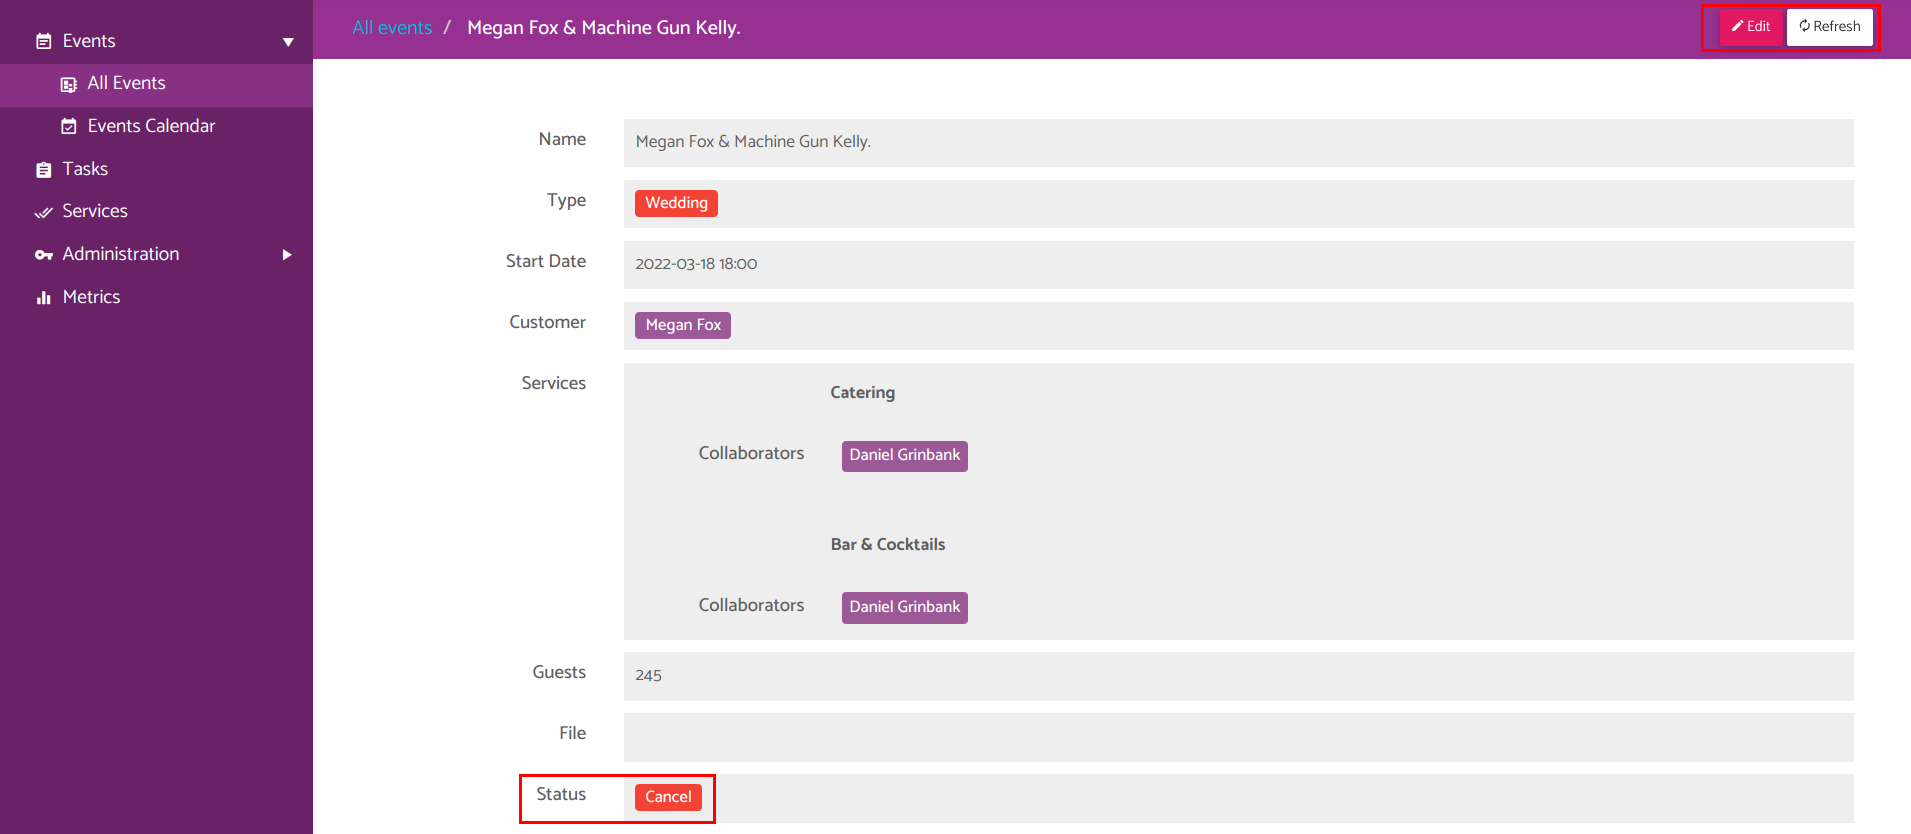 Events
All Events
Events Calendar
Tasks
Services
Administration
Metrics
All events / Megan Fox & Machine Gun Kelly.
Edit
Refresh
Name Megan Fox & Machine Gun Kelly.
Type Wedding
Start Date 2022-03-18 18:00
Customer Megan Fox
Services
Catering
Collaborators Daniel Grinbank
Bar & Cocktails
Collaborators Daniel Grinbank
Guests 245
File
Status Cancel